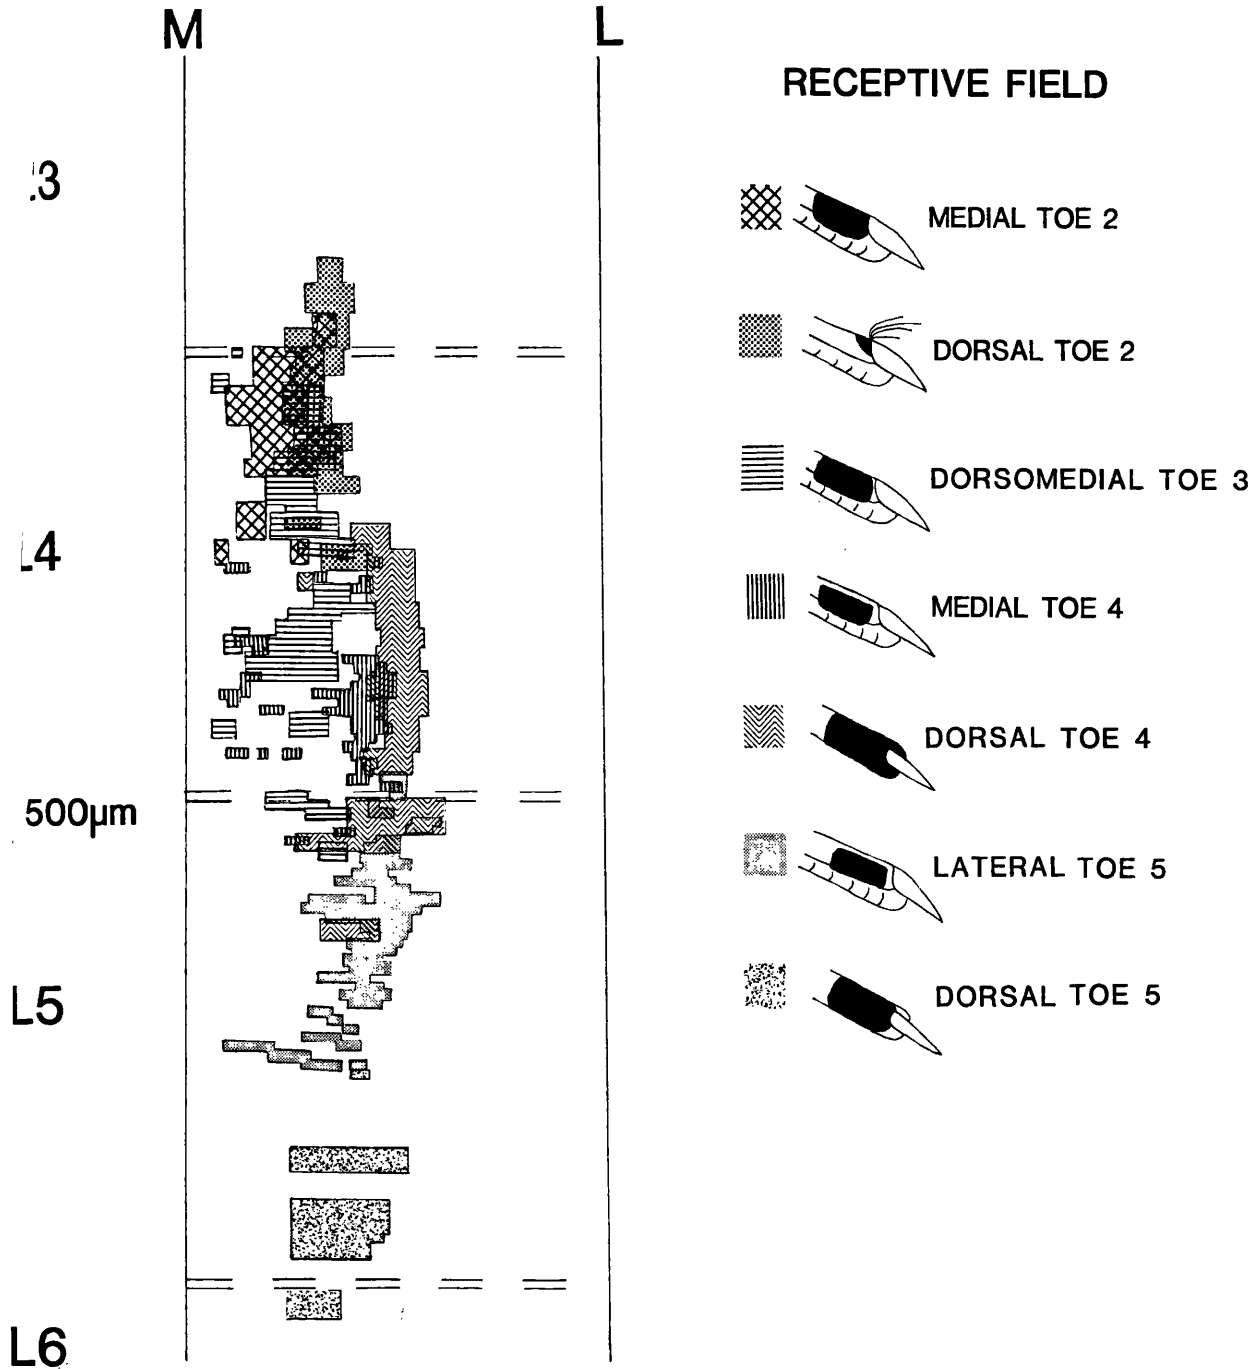 M
L
L3
L4
500µm
L5
L6
RECEPTIVE FIELD
MEDIAL TOE 2
DORSAL TOE 2
DORSOMEDIAL TOE 3
MEDIAL TOE 4
DORSAL TOE 4
LATERAL TOE 5
DORSAL TOE 5